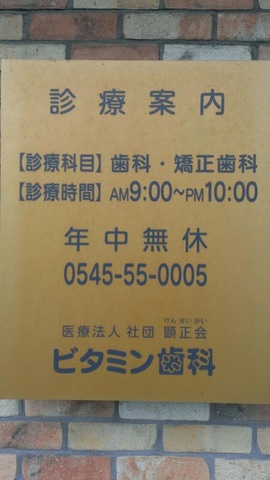 診療案内
【診療科目】歯科・矯正歯科
【診療時間】AM9:00~PM10:00
年中無休
0545-55-0005
げんせいかい
医療法人社団 顕正会
ビタミン歯科